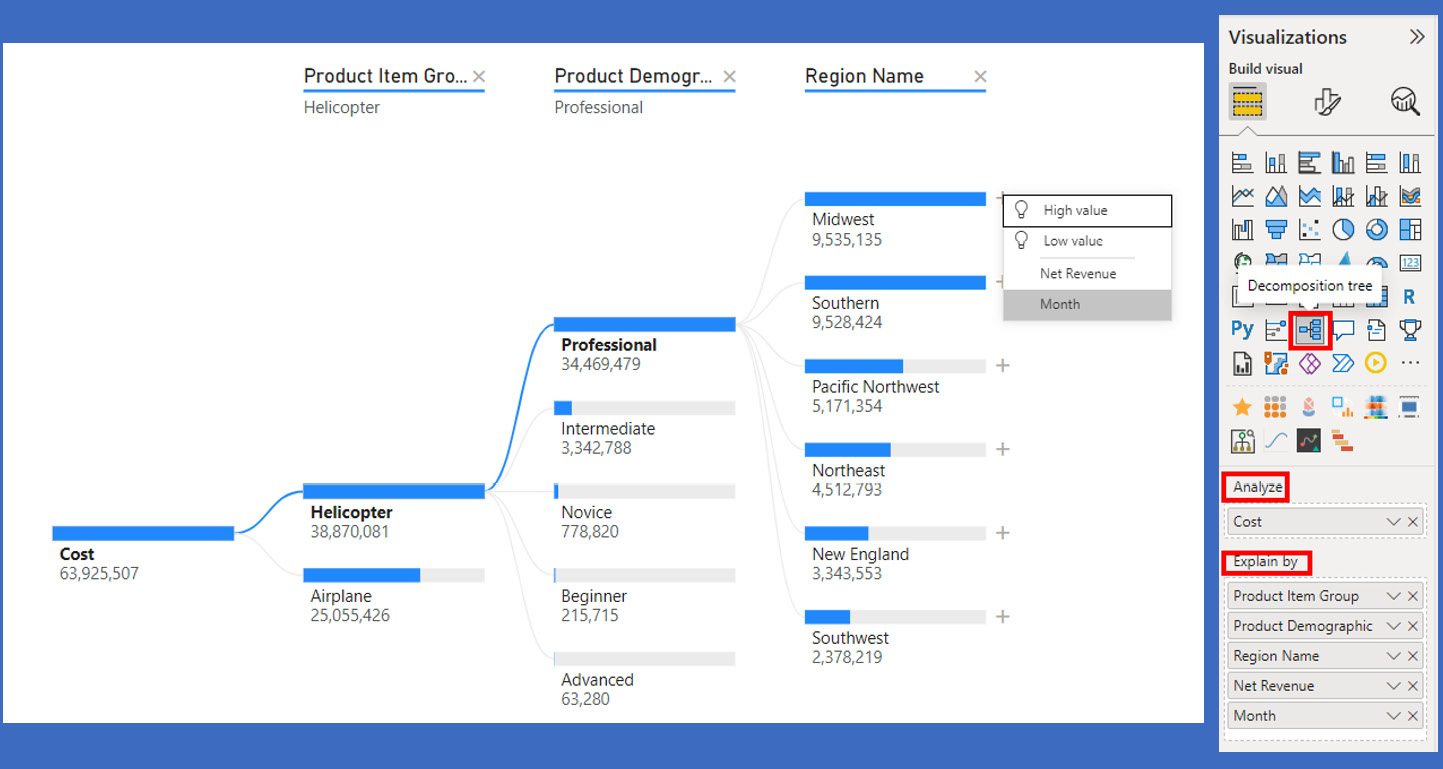 Product Item Gro...
Helicopter
Product Demogr...
Professional
Region Name
Cost
63,925,507
Helicopter
38,870,081
Airplane
25,055,426
Professional
34,469,479
Intermediate
3,342,788
Novice
778,820
Beginner
215,715
Advanced
63,280
Midwest
9,535,135
Southern
9,528,424
Pacific Northwest
5,171,354
Northeast
4,512,793
New England
3,343,553
Southwest
2,378,219
High value
Low value
Net Revenue
Month
Visualizations
Build visual
123
Decomposition tree
R
Py
Analyze
Cost
Explain by
Product Item Group
Product Demographic
Region Name
Net Revenue
Month